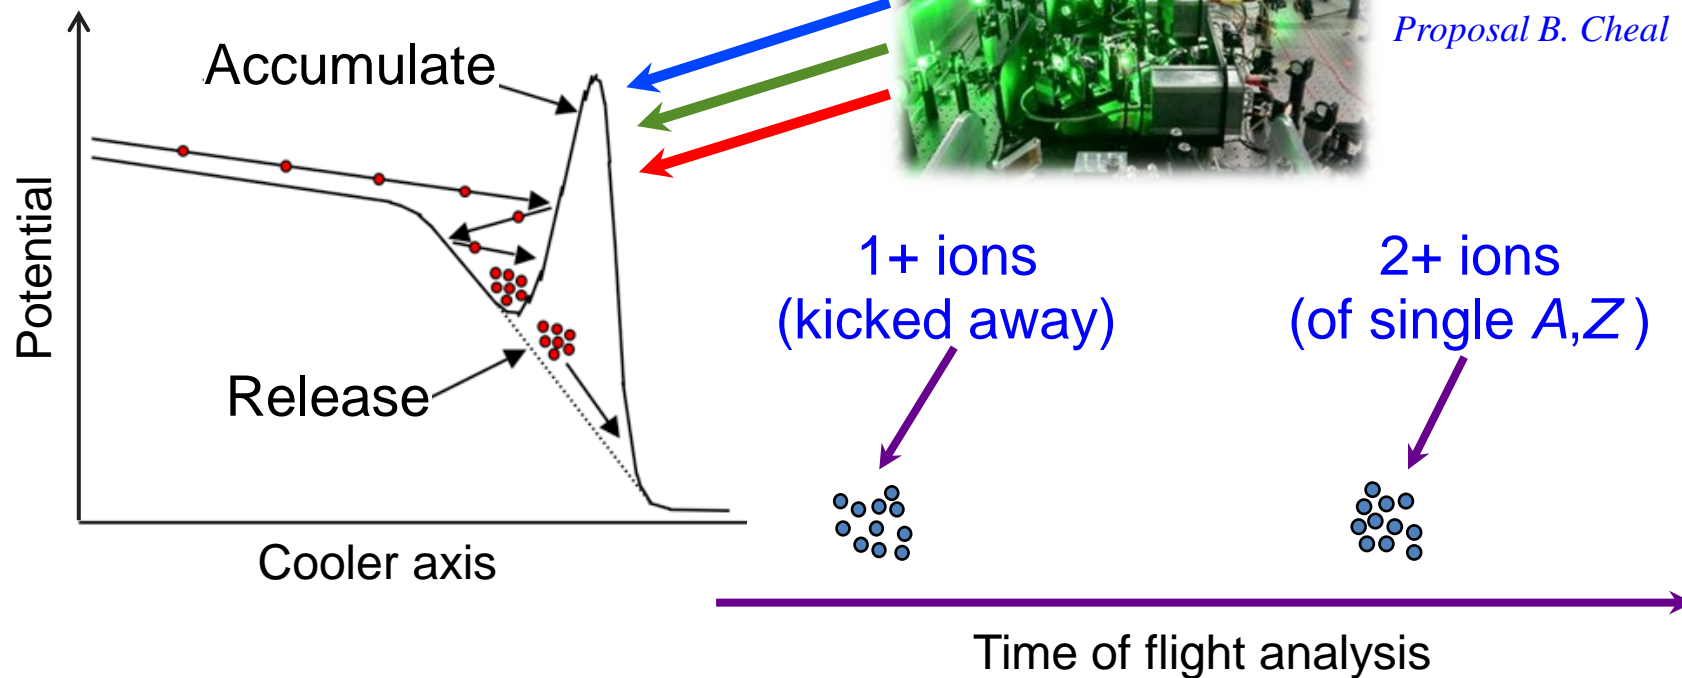 Proposal B. Cheal
Accumulate
Potential
1+ ions
(kicked away)
2+ ions
(of single A,Z )
Release
Cooler axis
Time of flight analysis